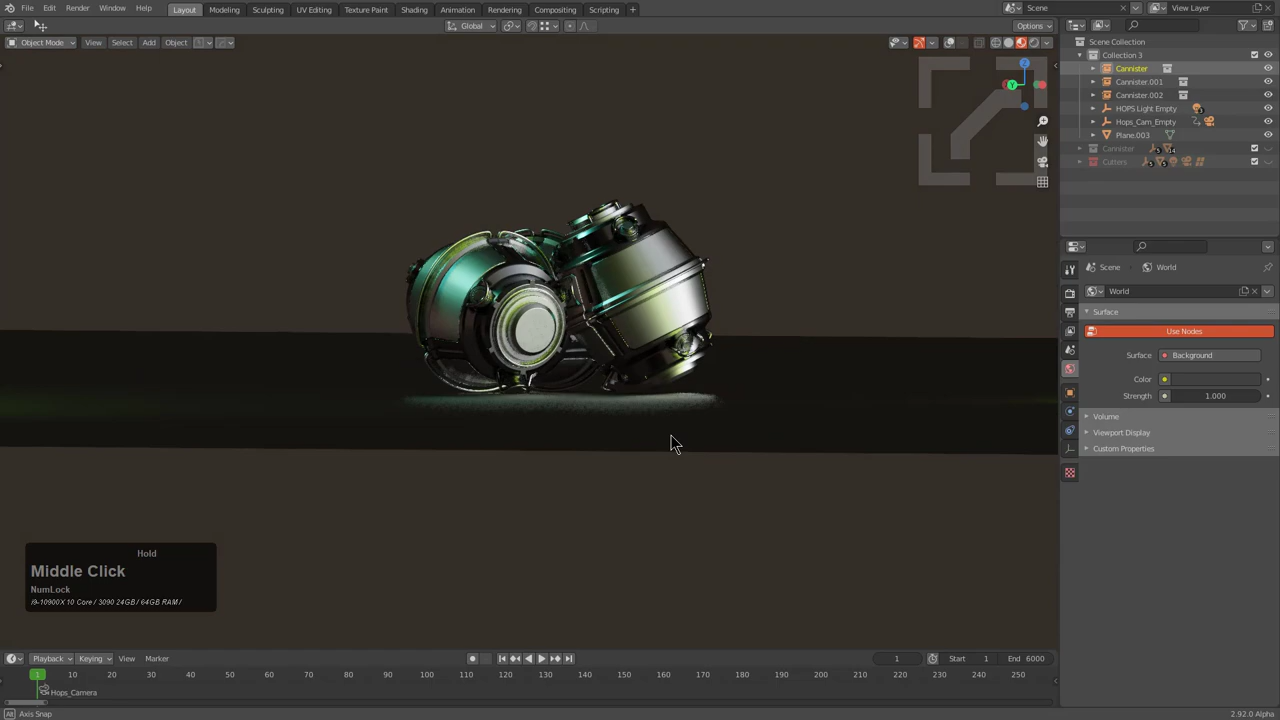 File Edit Render Window Help Layout Modeling Sculpting UV Editing Texture Paint Shading Animation Rendering Compositing Scripting + Scene View Layer
Global Options
Object Mode View Select Add Object
Scene Collection
Collection 3
Cannister
Cannister.001
Cannister.002
HOPS Light Empty
Hops_Cam_Empty
Plane.003
Cannister 5 14
Cutters 5 5
Z
Y
Scene World
World
Surface
Use Nodes
Surface Background
Color
Strength 1.000
Volume
Viewport Display
Custom Properties
Hold
Middle Click
NumLock
/i9-10900X 10 Core / 3090 24GB / 64GB RAM /
Playback Keying View Marker 1 Start 1 End 6000
1 10 20 30 40 50 60 70 80 90 100 110 120 130 140 150 160 170 180 190 200 210 220 230 240 250
Hops_Camera
Alt Axis Snap 2.92.0 Alpha